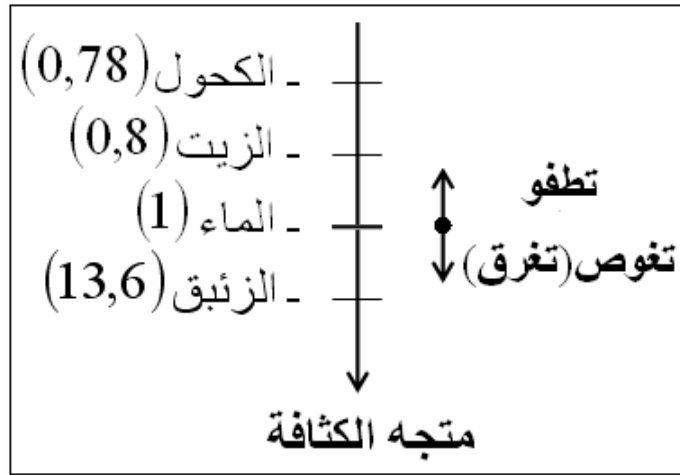 - الكحول (0,78)
- الزيت (0,8)
- الماء (1)
- الزئبق (13,6)
تطفو
تغوص(تغرق)
متجه الكثافة